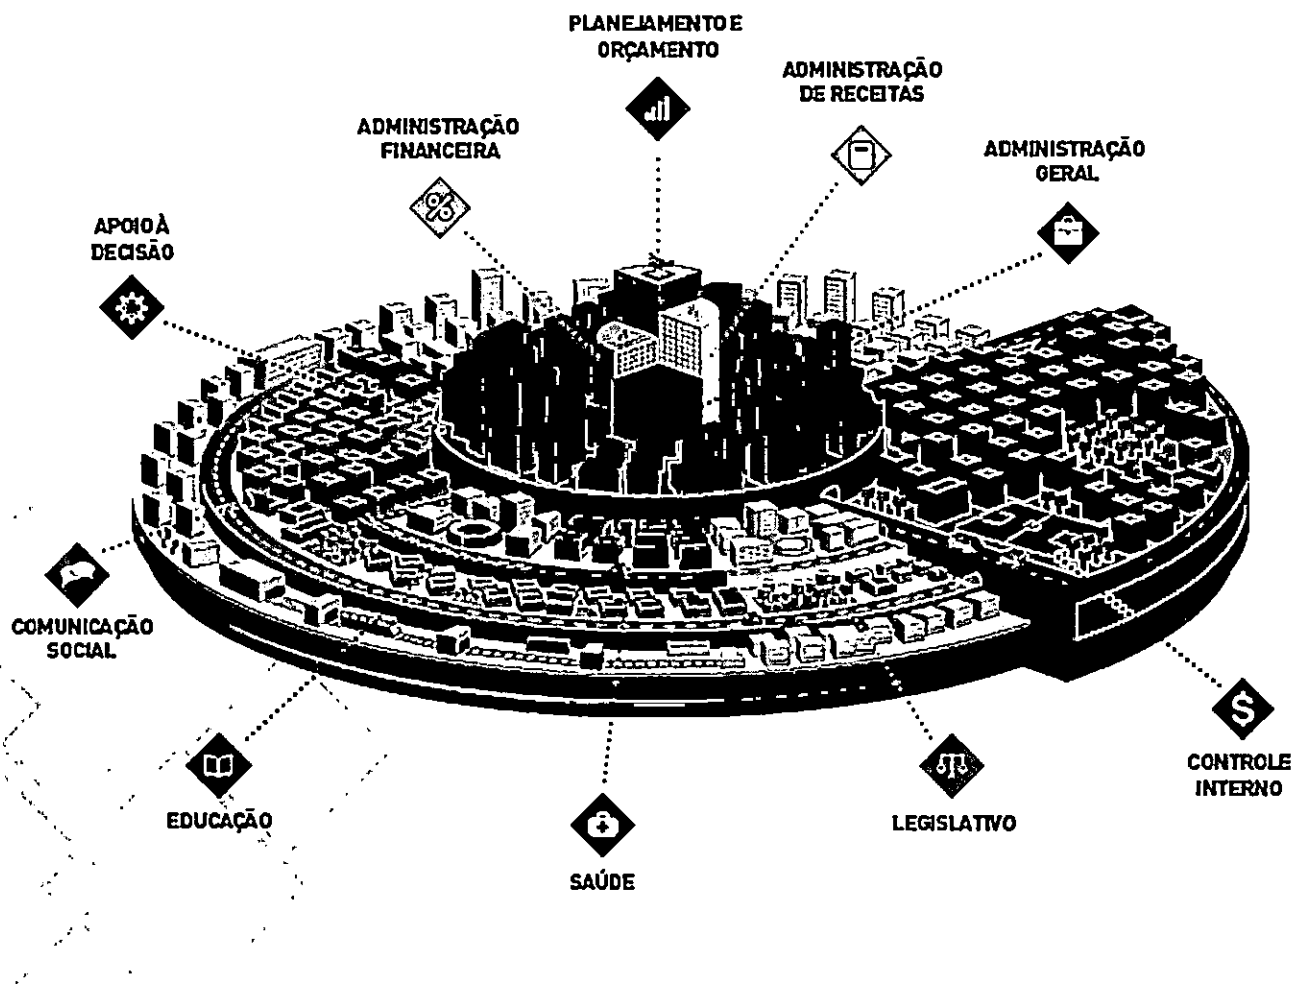 PLANEJAMENTO E
ORÇAMENTO
ADMINISTRAÇÃO
DE RECEITAS
ADMINISTRAÇÃO
FINANCEIRA
ADMINISTRAÇÃO
GERAL
APOIO À
DECISÃO
COMUNICAÇÃO
SOCIAL
CONTROLE
INTERNO
EDUCAÇÃO
LEGISLATIVO
SAÚDE